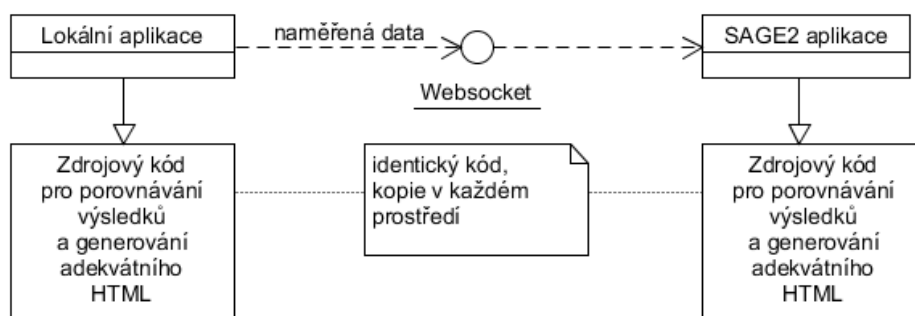 Lokální aplikace
naměřená data
SAGE2 aplikace
Websocket
Zdrojový kód
pro porovnávání
výsledků
a generování
adekvátního
HTML
identický kód,
kopie v každém
prostředí
Zdrojový kód
pro porovnávání
výsledků
a generování
adekvátního
HTML